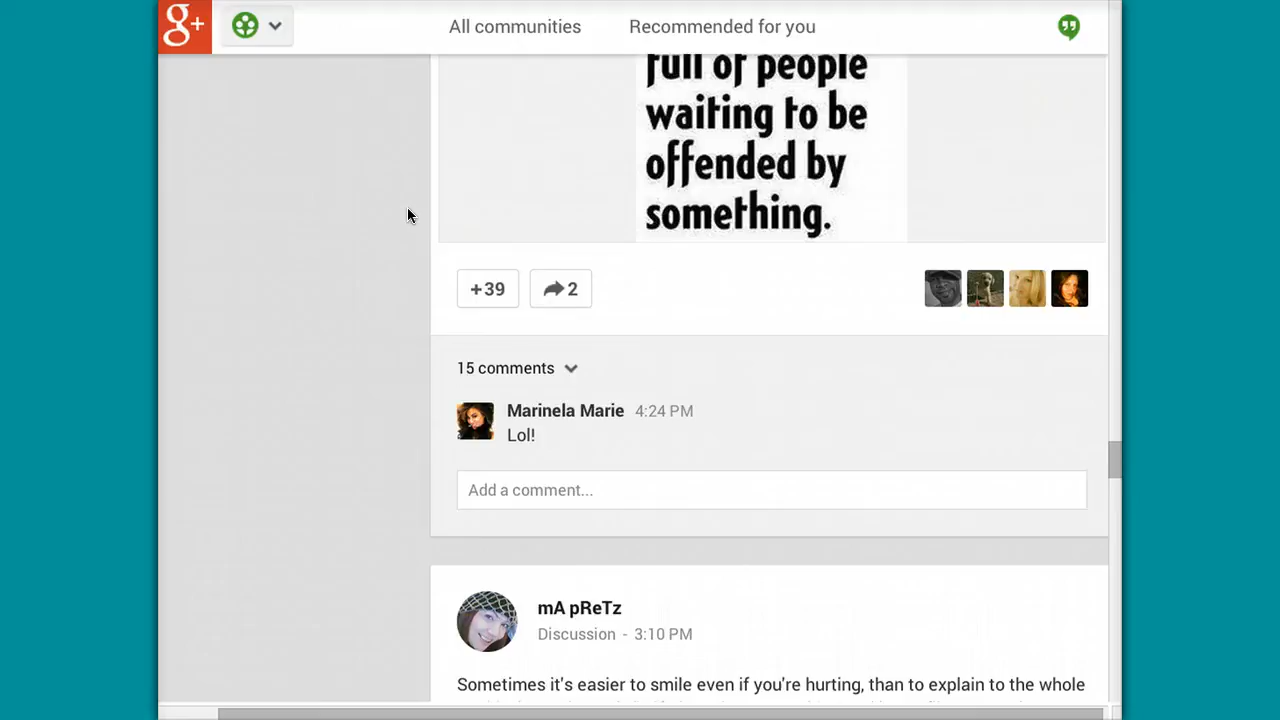 g+
All communities
Recommended for you
full of people
waiting to be
offended by
something.
+39
2
15 comments
Marinela Marie 4:24 PM
Lol!
Add a comment...
mA pReTz
Discussion - 3:10 PM
Sometimes it's easier to smile even if you're hurting, than to explain to the whole